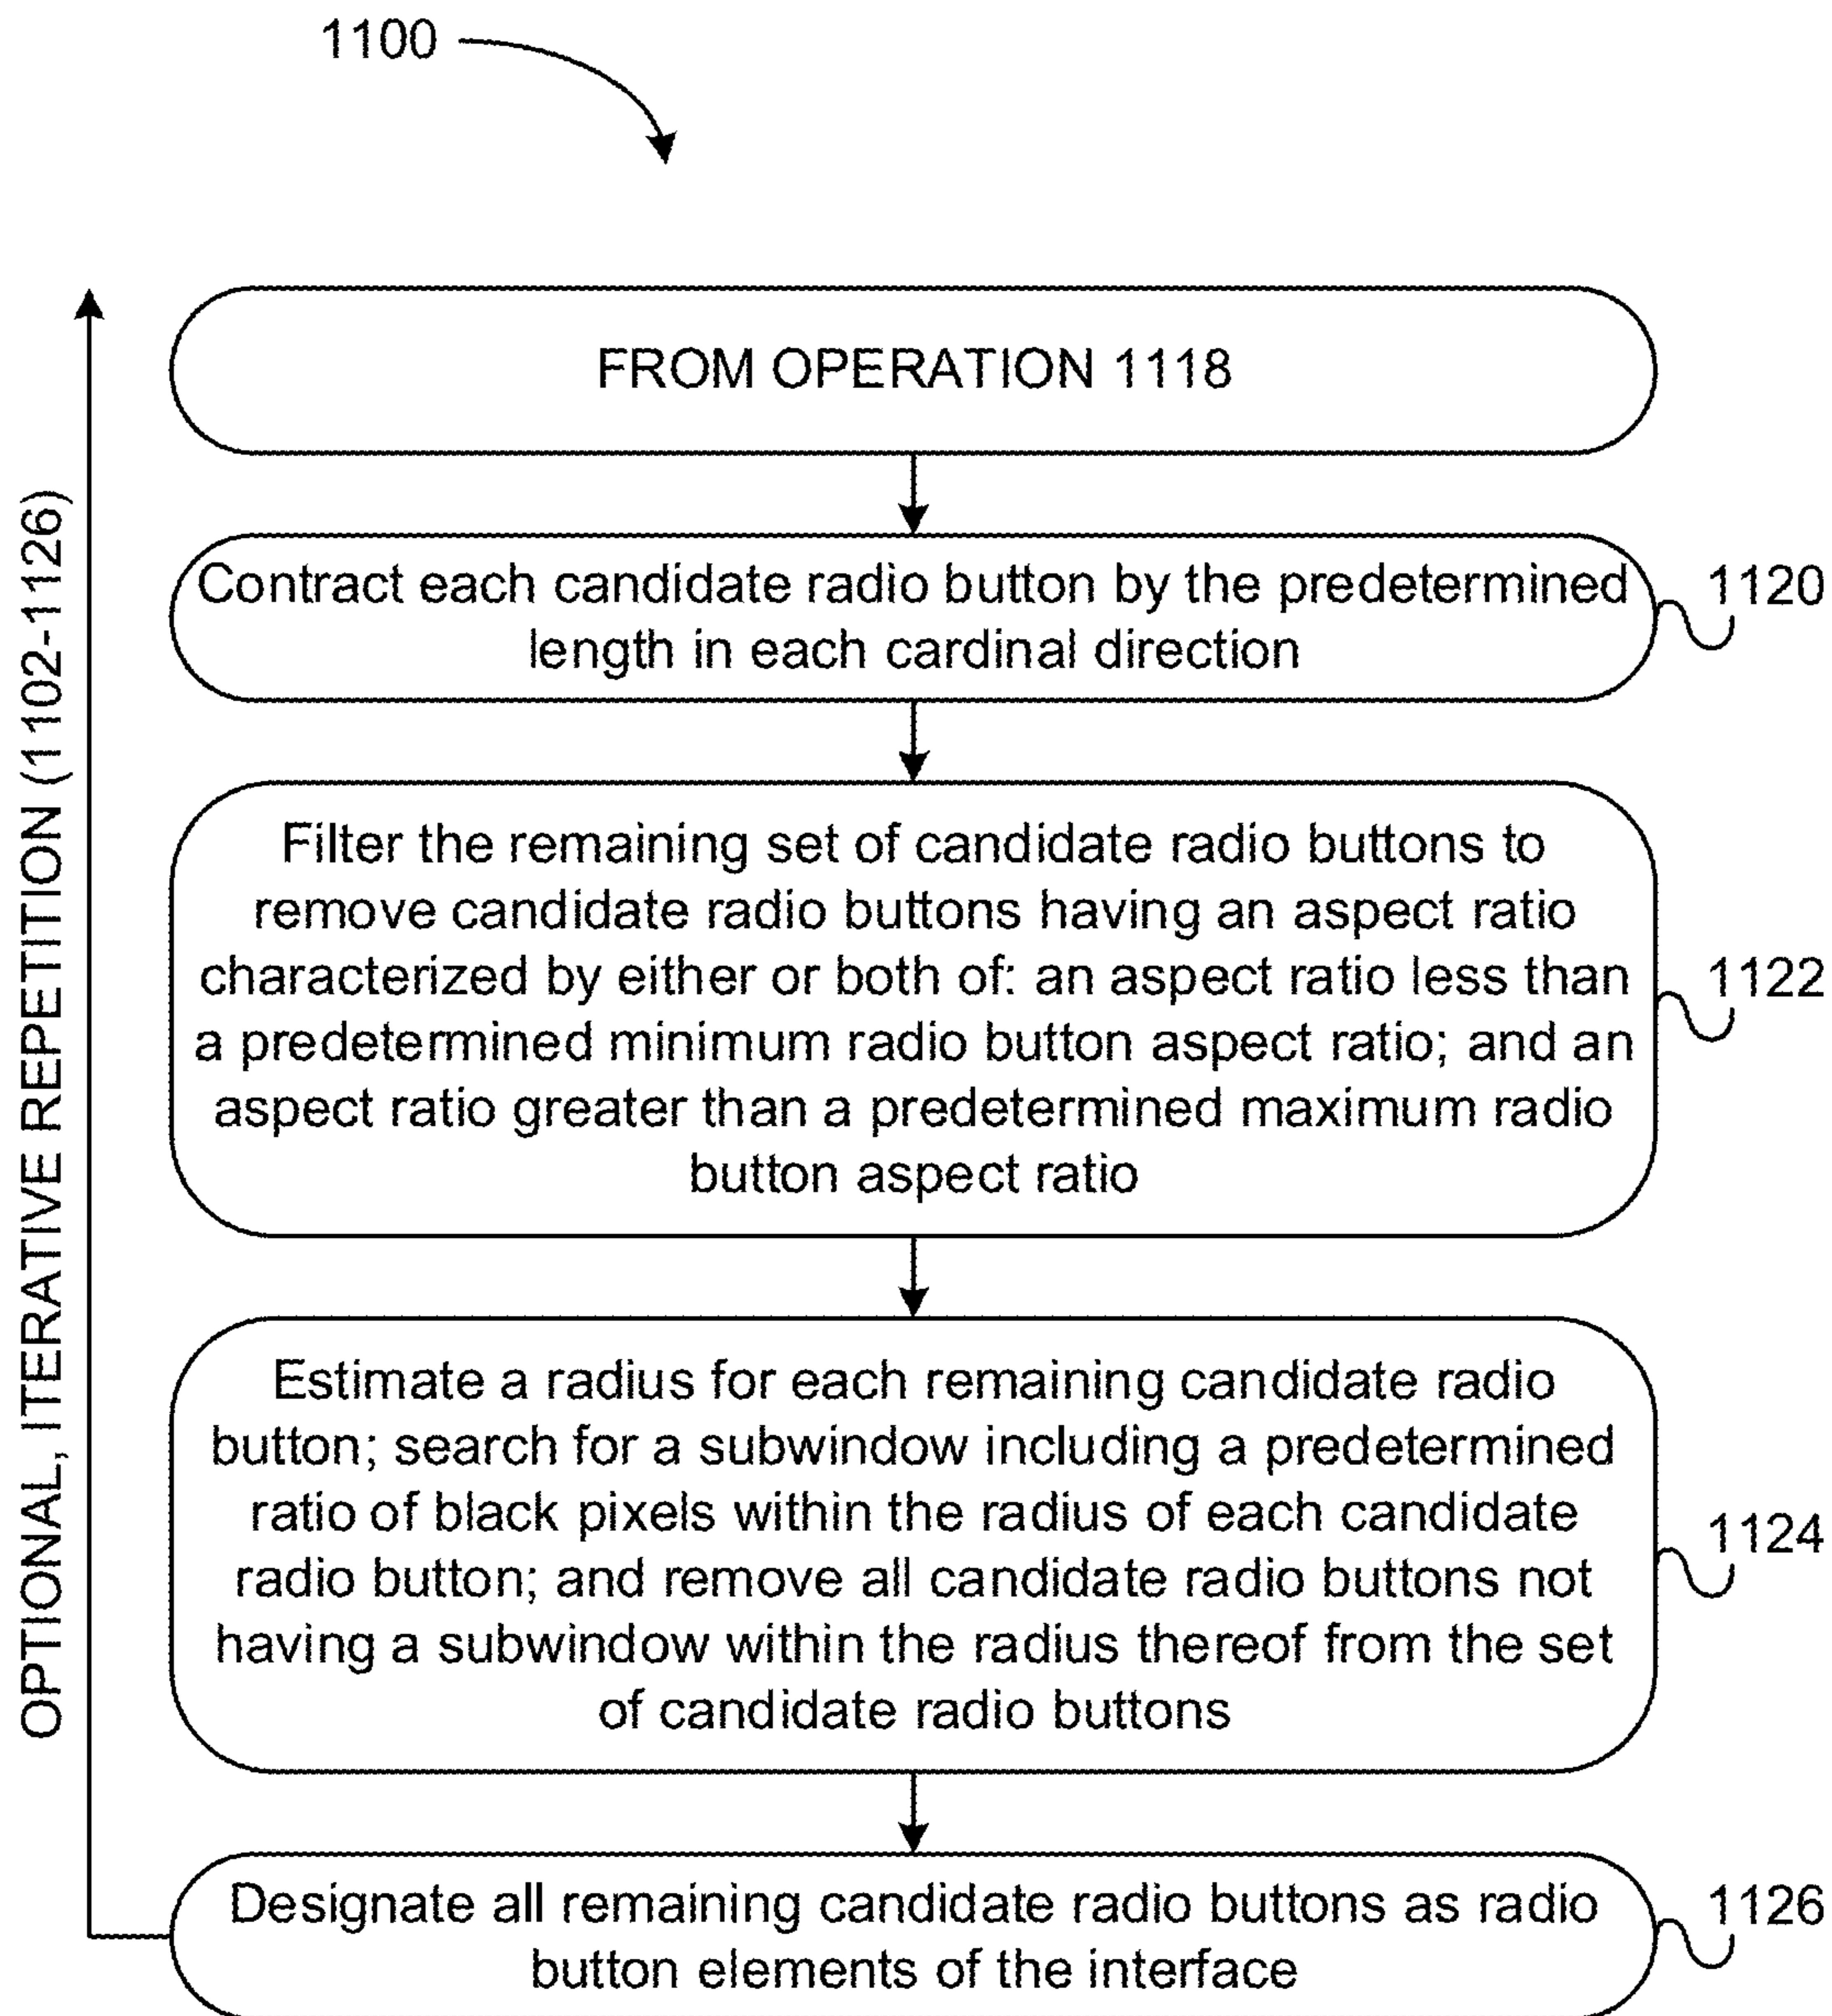 1100
FROM OPERATION 1118
Contract each candidate radio button by the predetermined
length in each cardinal direction
1120
Filter the remaining set of candidate radio buttons to
remove candidate radio buttons having an aspect ratio
characterized by either or both of: an aspect ratio less than
a predetermined minimum radio button aspect ratio; and an
aspect ratio greater than a predetermined maximum radio
button aspect ratio
1122
Estimate a radius for each remaining candidate radio
button; search for a subwindow including a predetermined
ratio of black pixels within the radius of each candidate
radio button; and remove all candidate radio buttons not
having a subwindow within the radius thereof from the set
of candidate radio buttons
1124
Designate all remaining candidate radio buttons as radio
button elements of the interface
1126
OPTIONAL, ITERATIVE REPETITION (1102-1126)